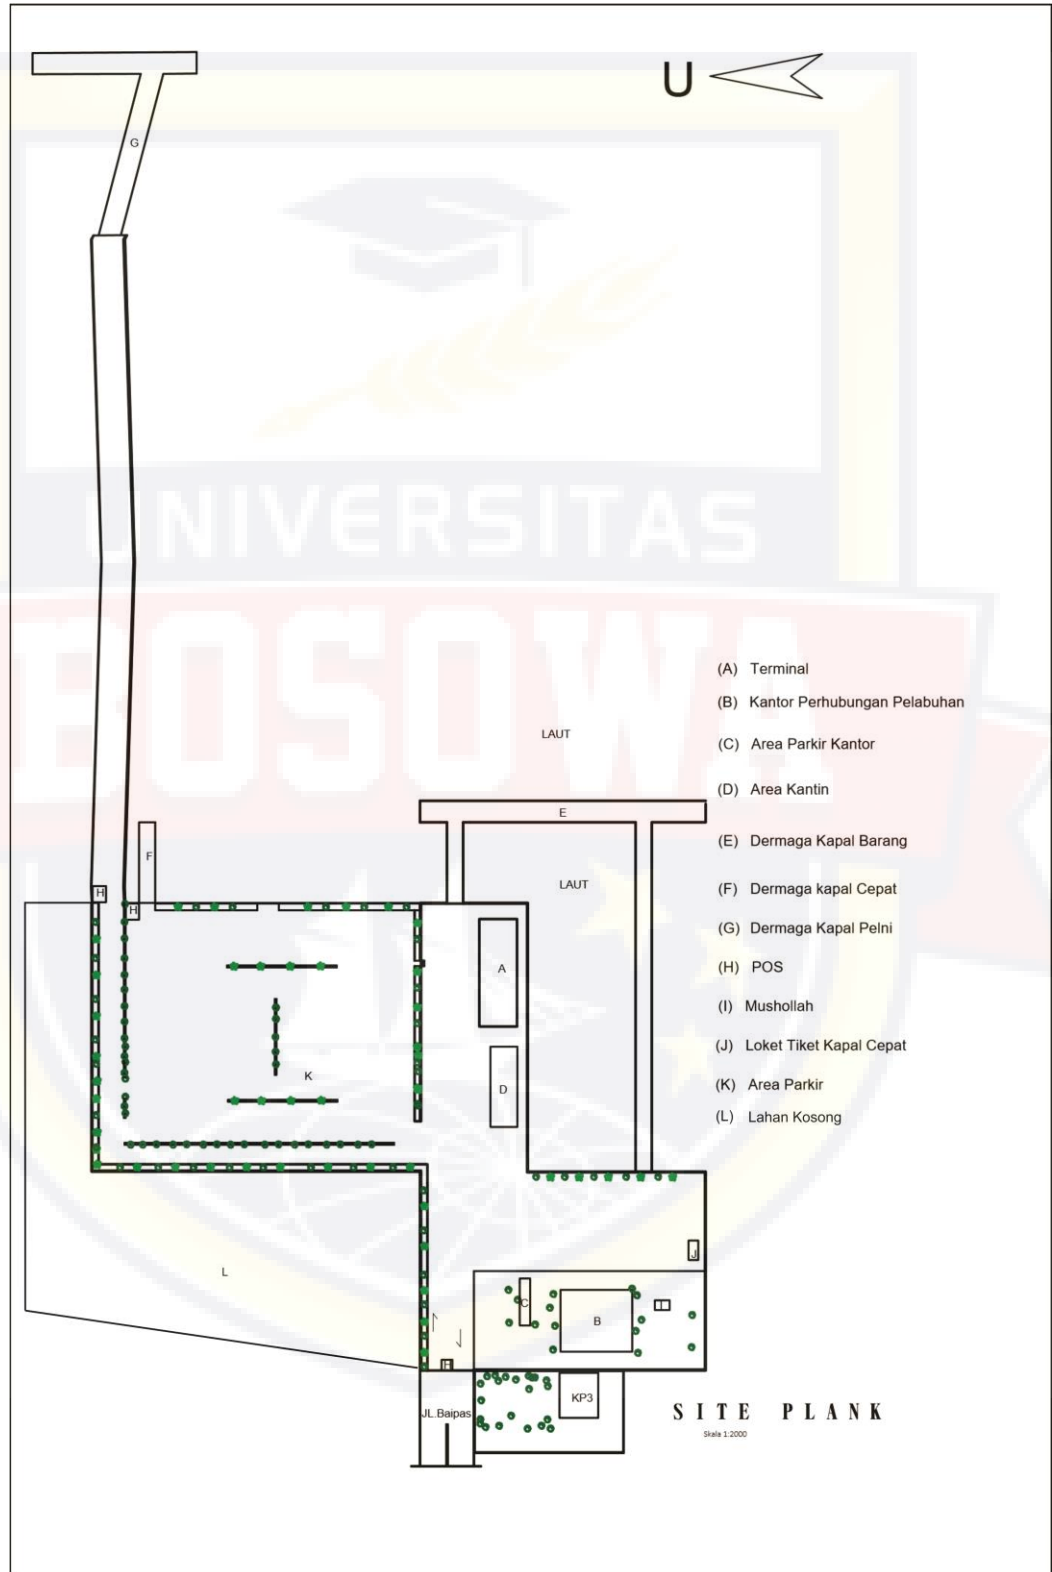 U
G
UNIVERSITAS
BOSOWA
(A) Terminal
(B) Kantor Perhubungan Pelabuhan
LAUT
(C) Area Parkir Kantor
(D) Area Kantin
E
(E) Dermaga Kapal Barang
F
LAUT
(F) Dermaga kapal Cepat
H
H
(G) Dermaga Kapal Pelni
A
(H) POS
(I) Mushollah
(J) Loket Tiket Kapal Cepat
K
(K) Area Parkir
D
(L) Lahan Kosong
J
L
C
I
B
H
KP3
JL.Baipas
SITE PLANK
Skala 1:2000